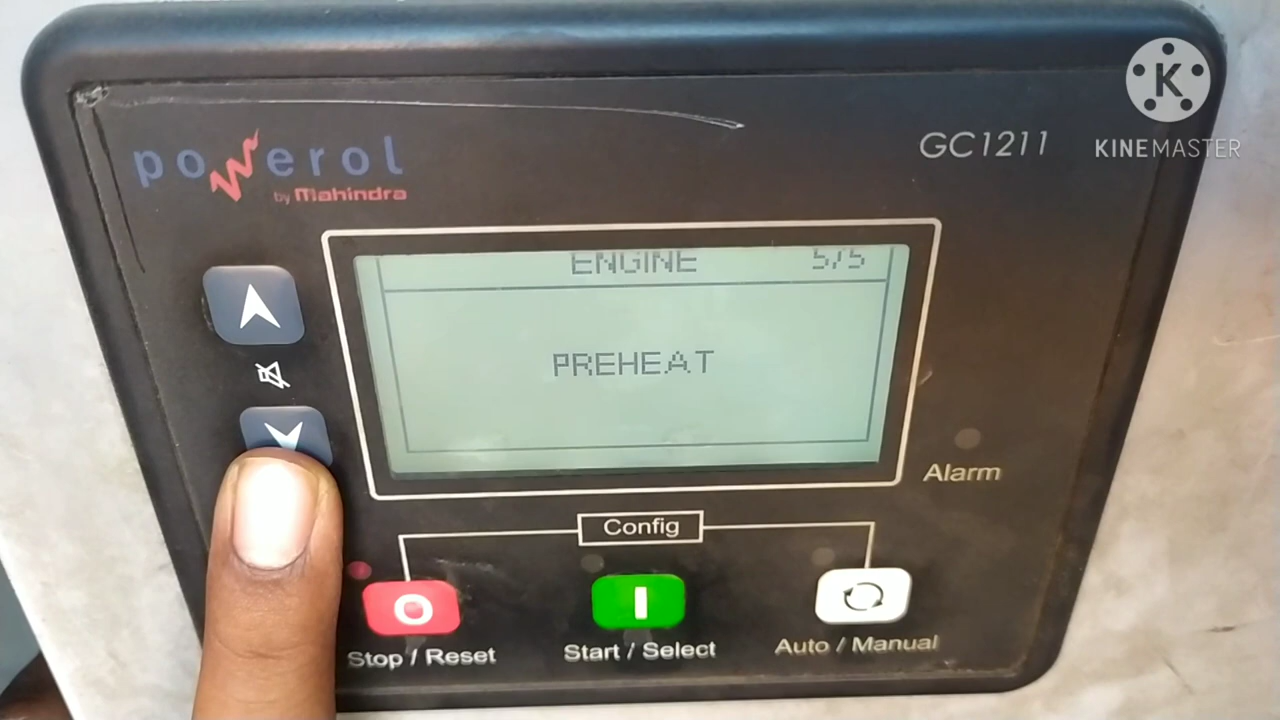 powerol
by Mahindra
GC1211
K
KINEMASTER
ENGINE 5/5
PREHEAT
Alarm
Config
Stop / Reset
Start / Select
Auto / Manual